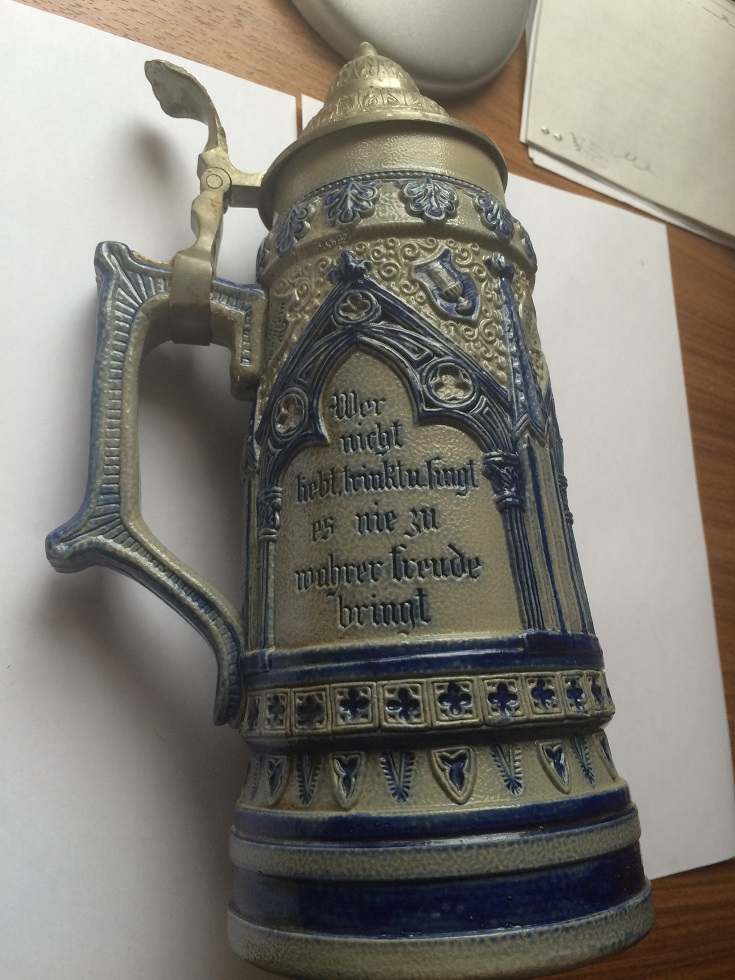 Wer
nicht
liebt, trinkt u. singt
es nie zu
wahrer Freude
bringt